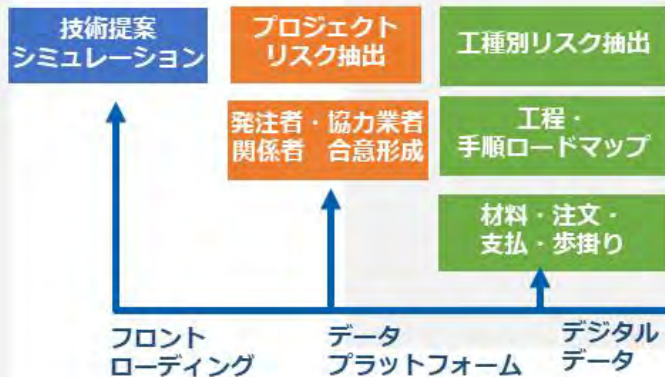 技術提案
シミュレーション
プロジェクト
リスク抽出
発注者・協力業者
関係者 合意形成
工種別リスク抽出
工程・
手順ロードマップ
材料・注文・
支払・歩掛り
フロント
ローディング
データ
プラットフォーム
デジタル
データ